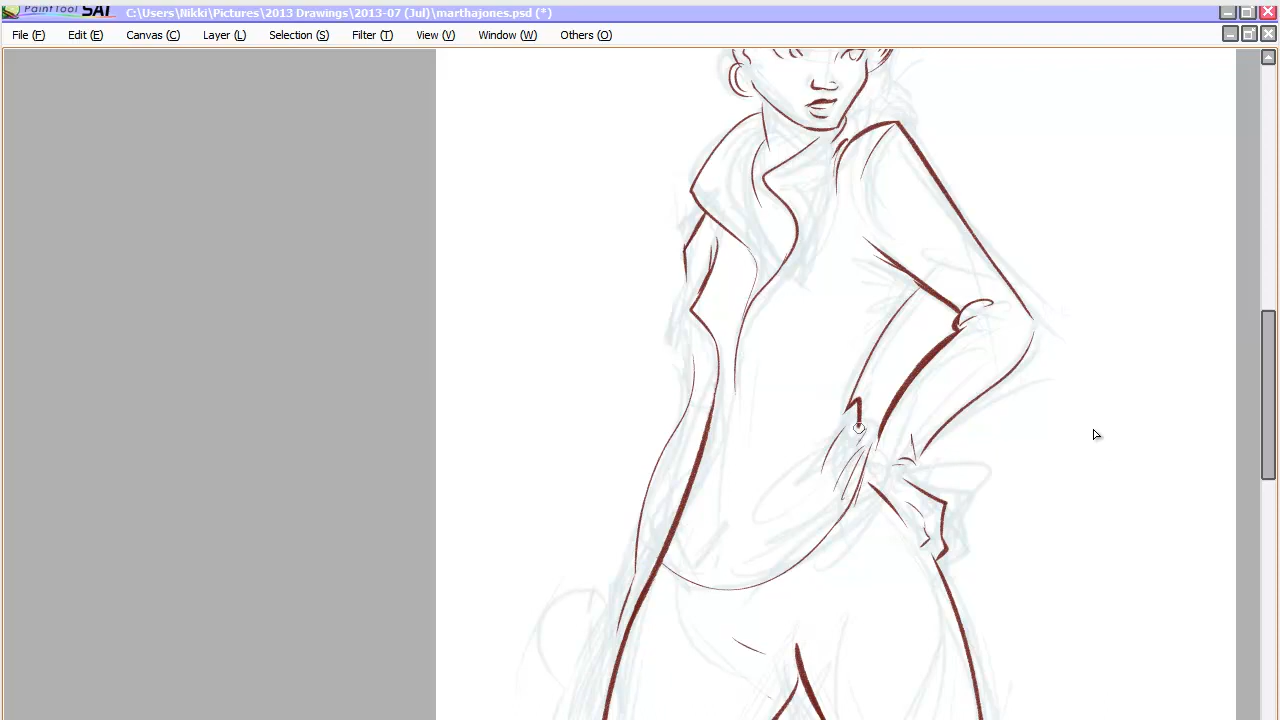 PaintTool SAI C:\Users\Nikki\Pictures\2013 Drawings\2013-07 (Jul)\marthajones.psd (*)
File (F) Edit (E) Canvas (C) Layer (L) Selection (S) Filter (T) View (V) Window (W) Others (O)